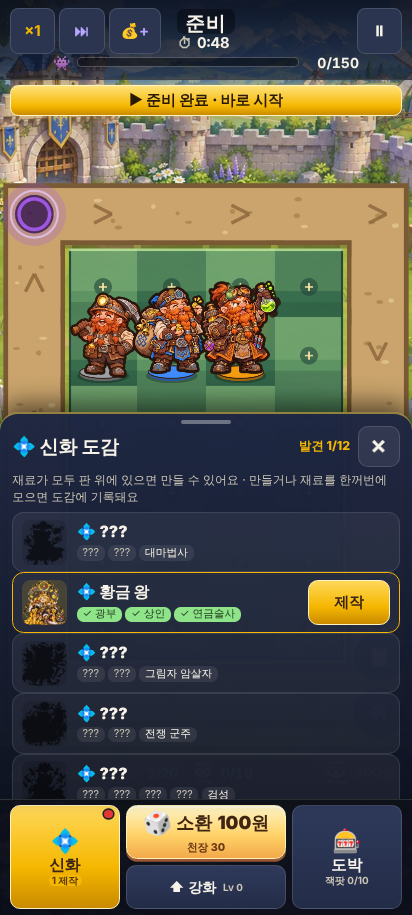 ×1
준비
0:48
0/150
▶ 준비 완료 · 바로 시작
신화 도감
발견 1/12
재료가 모두 판 위에 있으면 만들 수 있어요 · 만들거나 재료를 한꺼번에
모으면 도감에 기록돼요
???
??? ??? 대마법사
황금 왕
✓ 광부 ✓ 상인 ✓ 연금술사
제작
???
??? ??? 그림자 암살자
???
??? ??? 전쟁 군주
???
??? ??? ??? ??? 검성
신화
1 제작
소환 100원
천장 30
강화 Lv 0
도박
잭팟 0/10